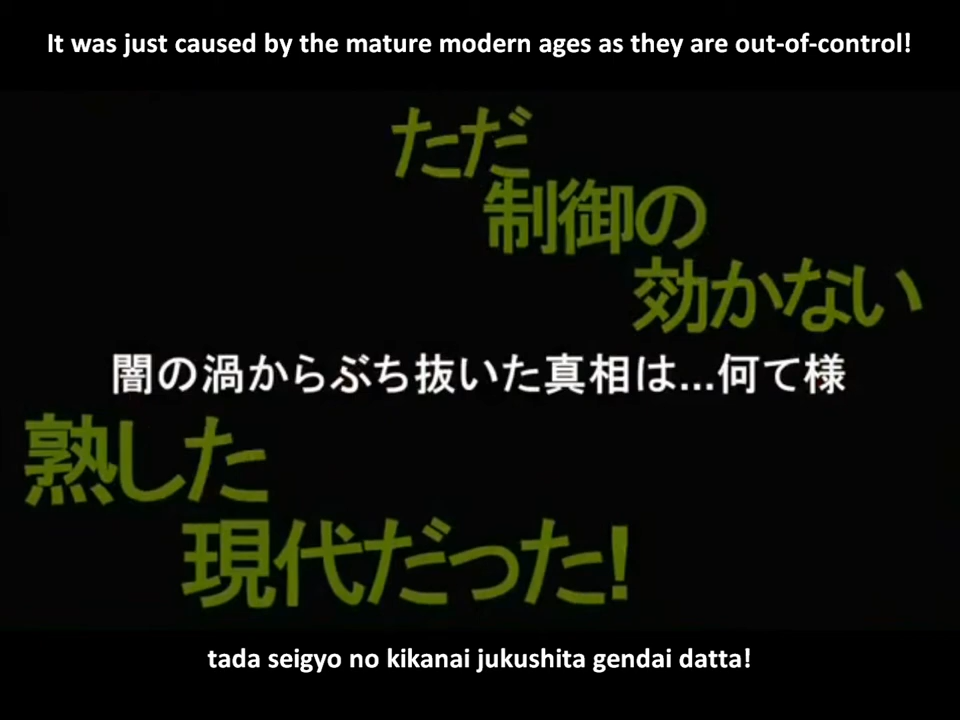 It was just caused by the mature modern ages as they are out-of-control!
ただ
制御の
効かない
闇の渦からぶち抜いた真相は...何て様
熟した
現代だった!
tada seigyo no kikanai jukushita gendai datta!